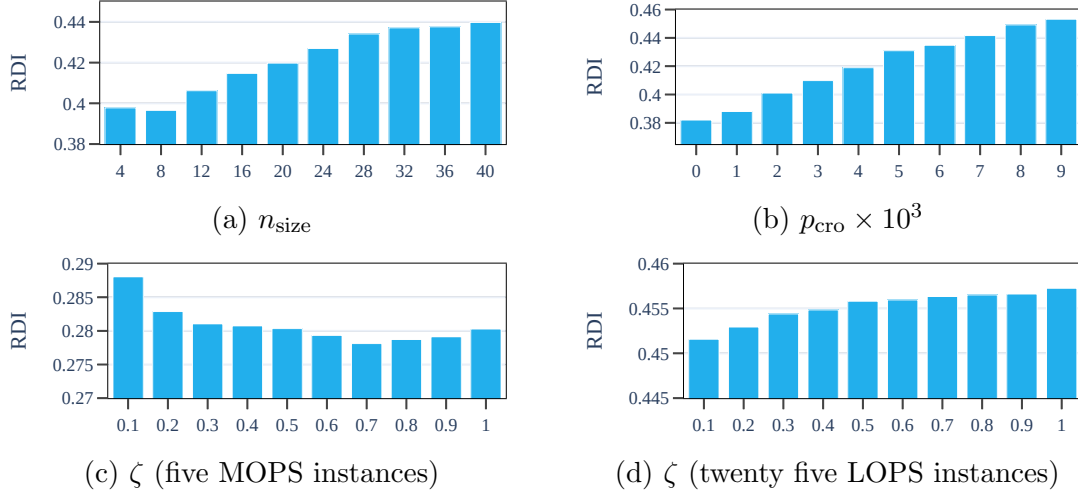 RDI
0.44
0.42
0.4
0.38
4 8 12 16 20 24 28 32 36 40
(a) n_size
RDI
0.46
0.44
0.42
0.4
0.38
0 1 2 3 4 5 6 7 8 9
(b) p_cro × 10^3
RDI
0.29
0.285
0.28
0.275
0.27
0.1 0.2 0.3 0.4 0.5 0.6 0.7 0.8 0.9 1
(c) ζ (five MOPS instances)
RDI
0.46
0.455
0.45
0.445
0.1 0.2 0.3 0.4 0.5 0.6 0.7 0.8 0.9 1
(d) ζ (twenty five LOPS instances)